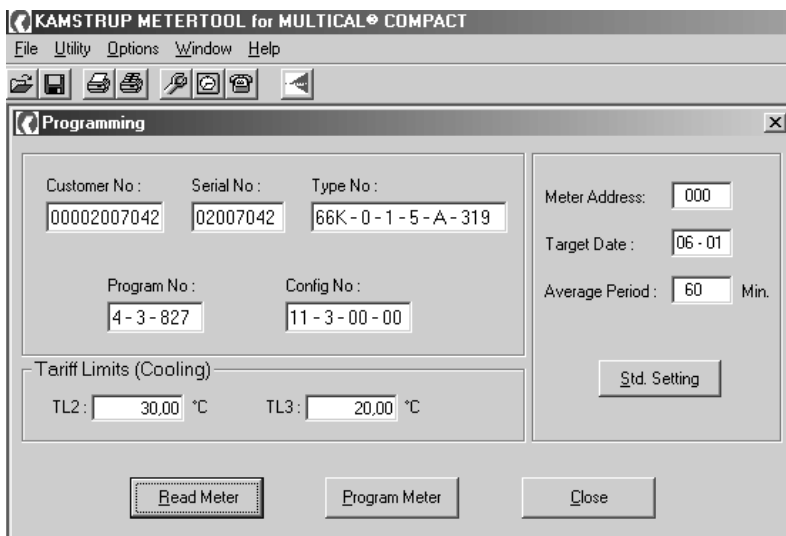 KAMSTRUP METERTOOL for MULTICAL® COMPACT
File Utility Options Window Help
Programming
Customer No : Serial No : Type No :
00002007042 02007042 66K - 0 - 1 - 5 - A - 319
Program No : Config No :
4 - 3 - 827 11 - 3 - 00 - 00
Meter Address: 000
Target Date : 06 - 01
Average Period : 60 Min.
Std. Setting
Tariff Limits (Cooling)
TL2 : 30,00 °C TL3 : 20,00 °C
Read Meter Program Meter Close